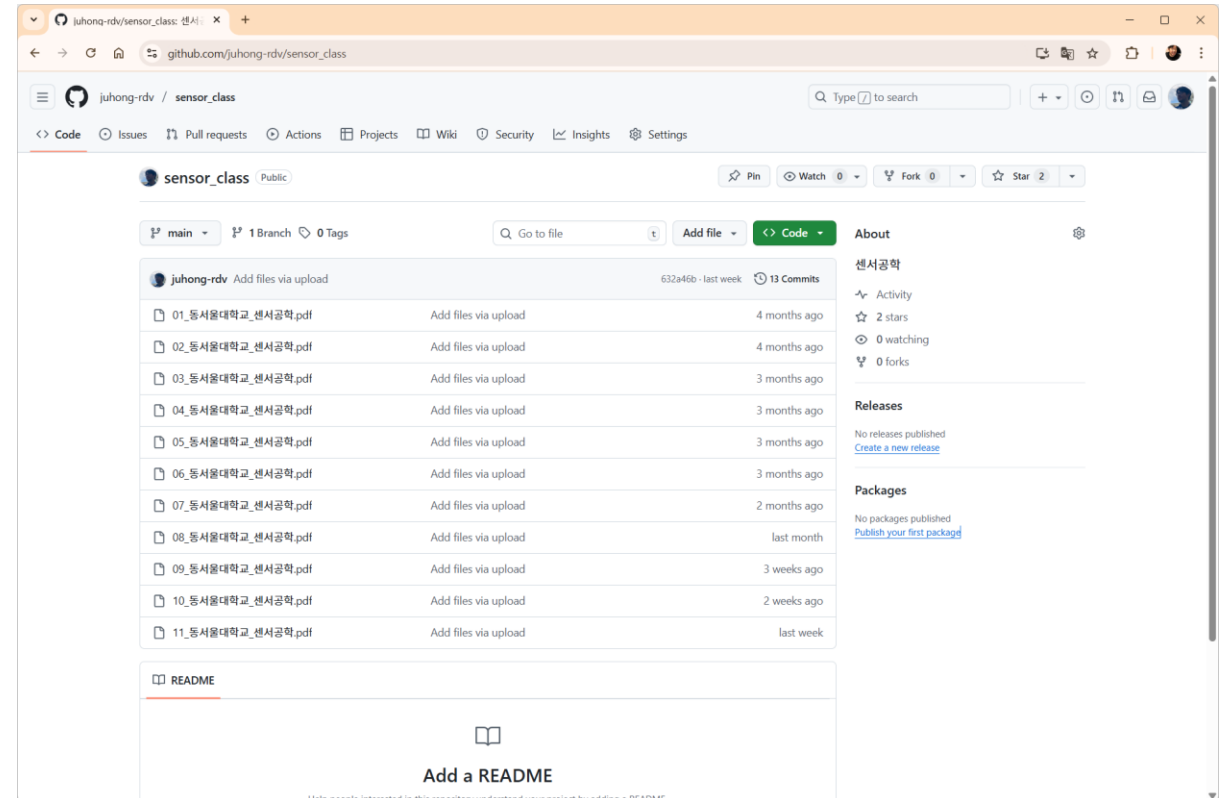 juhong-rdv/sensor_class: 센서공
github.com/juhong-rdv/sensor_class
juhong-rdv / sensor_class
Type / to search
Code Issues Pull requests Actions Projects Wiki Security Insights Settings
sensor_class Public
Pin Watch 0 Fork 0 Star 2
main 1 Branch 0 Tags
Go to file t Add file Code
juhong-rdv Add files via upload 632a46b · last week 13 Commits
01_동서울대학교_센서공학.pdf Add files via upload 4 months ago
02_동서울대학교_센서공학.pdf Add files via upload 4 months ago
03_동서울대학교_센서공학.pdf Add files via upload 3 months ago
04_동서울대학교_센서공학.pdf Add files via upload 3 months ago
05_동서울대학교_센서공학.pdf Add files via upload 3 months ago
06_동서울대학교_센서공학.pdf Add files via upload 3 months ago
07_동서울대학교_센서공학.pdf Add files via upload 2 months ago
08_동서울대학교_센서공학.pdf Add files via upload last month
09_동서울대학교_센서공학.pdf Add files via upload 3 weeks ago
10_동서울대학교_센서공학.pdf Add files via upload 2 weeks ago
11_동서울대학교_센서공학.pdf Add files via upload last week
README
Add a README
About
센서공학
Activity
2 stars
0 watching
0 forks
Releases
No releases published
Create a new release
Packages
No packages published
Publish your first package